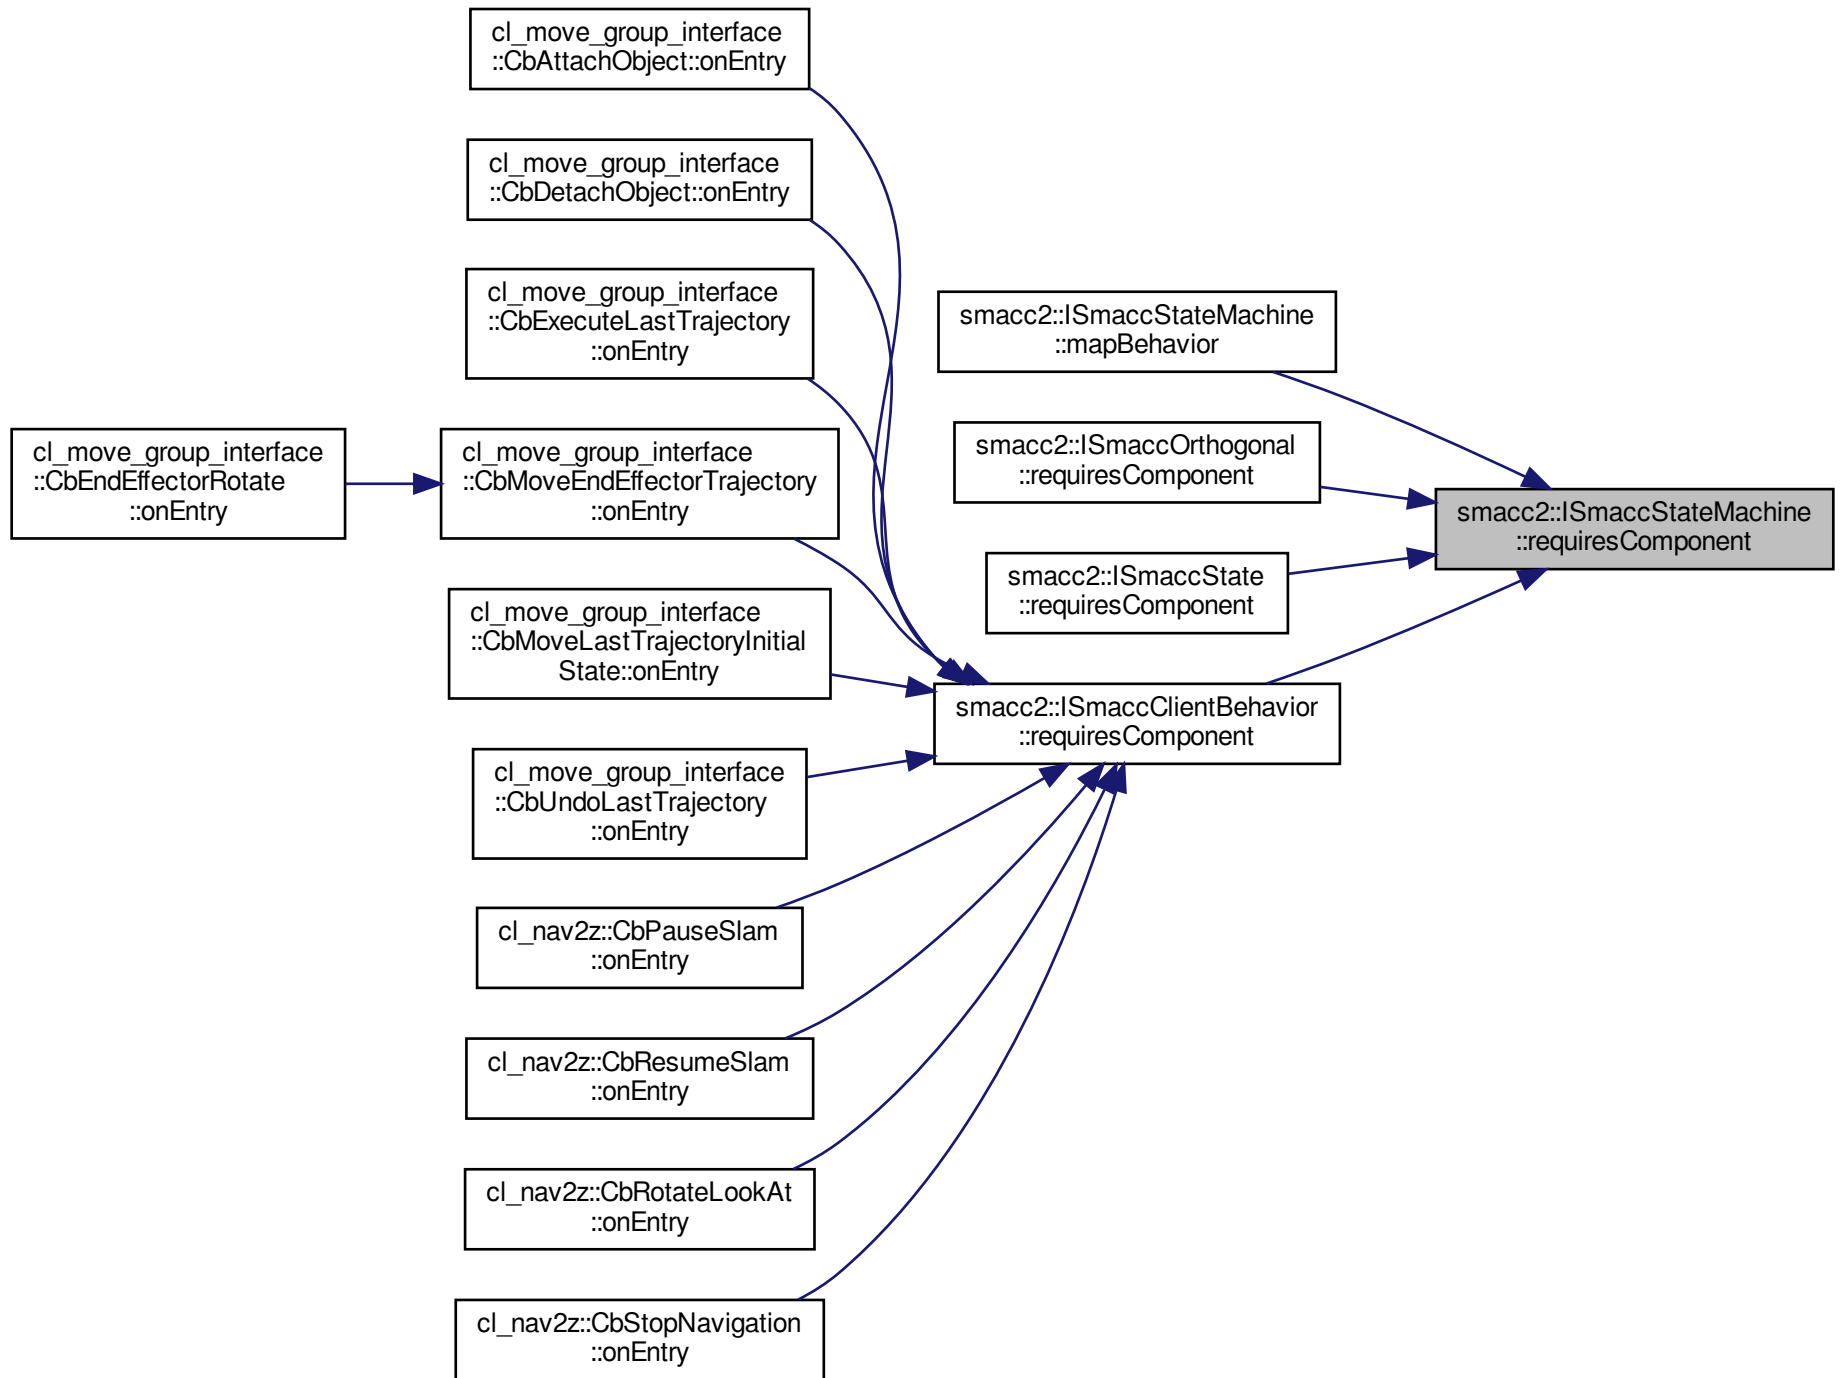 cl_move_group_interface
::CbAttachObject::onEntry
cl_move_group_interface
::CbDetachObject::onEntry
cl_move_group_interface
::CbExecuteLastTrajectory
::onEntry
cl_move_group_interface
::CbEndEffectorRotate
::onEntry
cl_move_group_interface
::CbMoveEndEffectorTrajectory
::onEntry
cl_move_group_interface
::CbMoveLastTrajectoryInitial
State::onEntry
cl_move_group_interface
::CbUndoLastTrajectory
::onEntry
cl_nav2z::CbPauseSlam
::onEntry
cl_nav2z::CbResumeSlam
::onEntry
cl_nav2z::CbRotateLookAt
::onEntry
cl_nav2z::CbStopNavigation
::onEntry
smacc2::ISmaccStateMachine
::mapBehavior
smacc2::ISmaccOrthogonal
::requiresComponent
smacc2::ISmaccState
::requiresComponent
smacc2::ISmaccClientBehavior
::requiresComponent
smacc2::ISmaccStateMachine
::requiresComponent